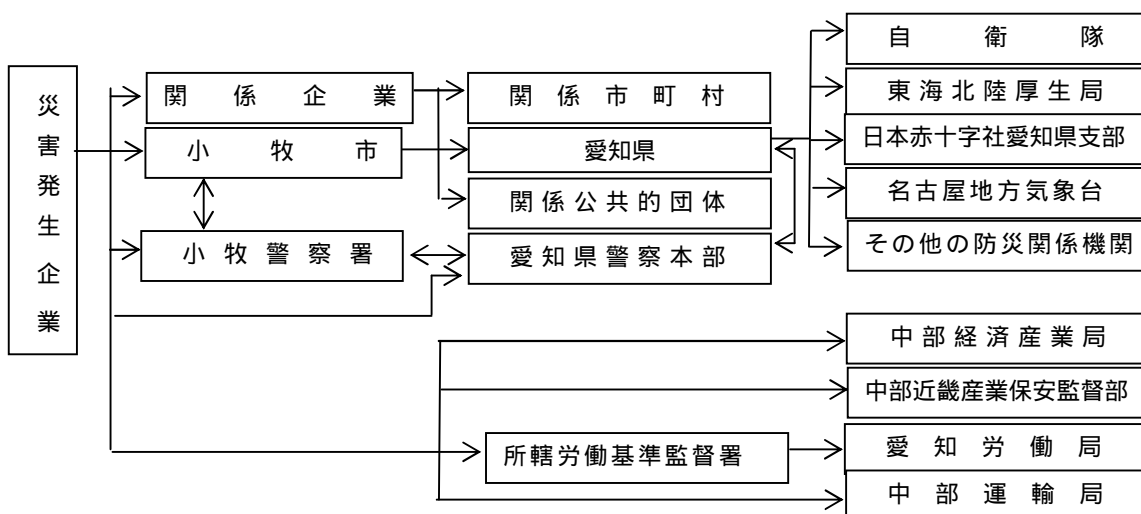 災害発生企業
関係企業
小牧市
小牧警察署
関係市町村
愛知県
関係公共的団体
愛知県警察本部
所轄労働基準監督署
自衛隊
東海北陸厚生局
日本赤十字社愛知県支部
名古屋地方気象台
その他の防災関係機関
中部経済産業局
中部近畿産業保安監督部
愛知労働局
中部運輸局